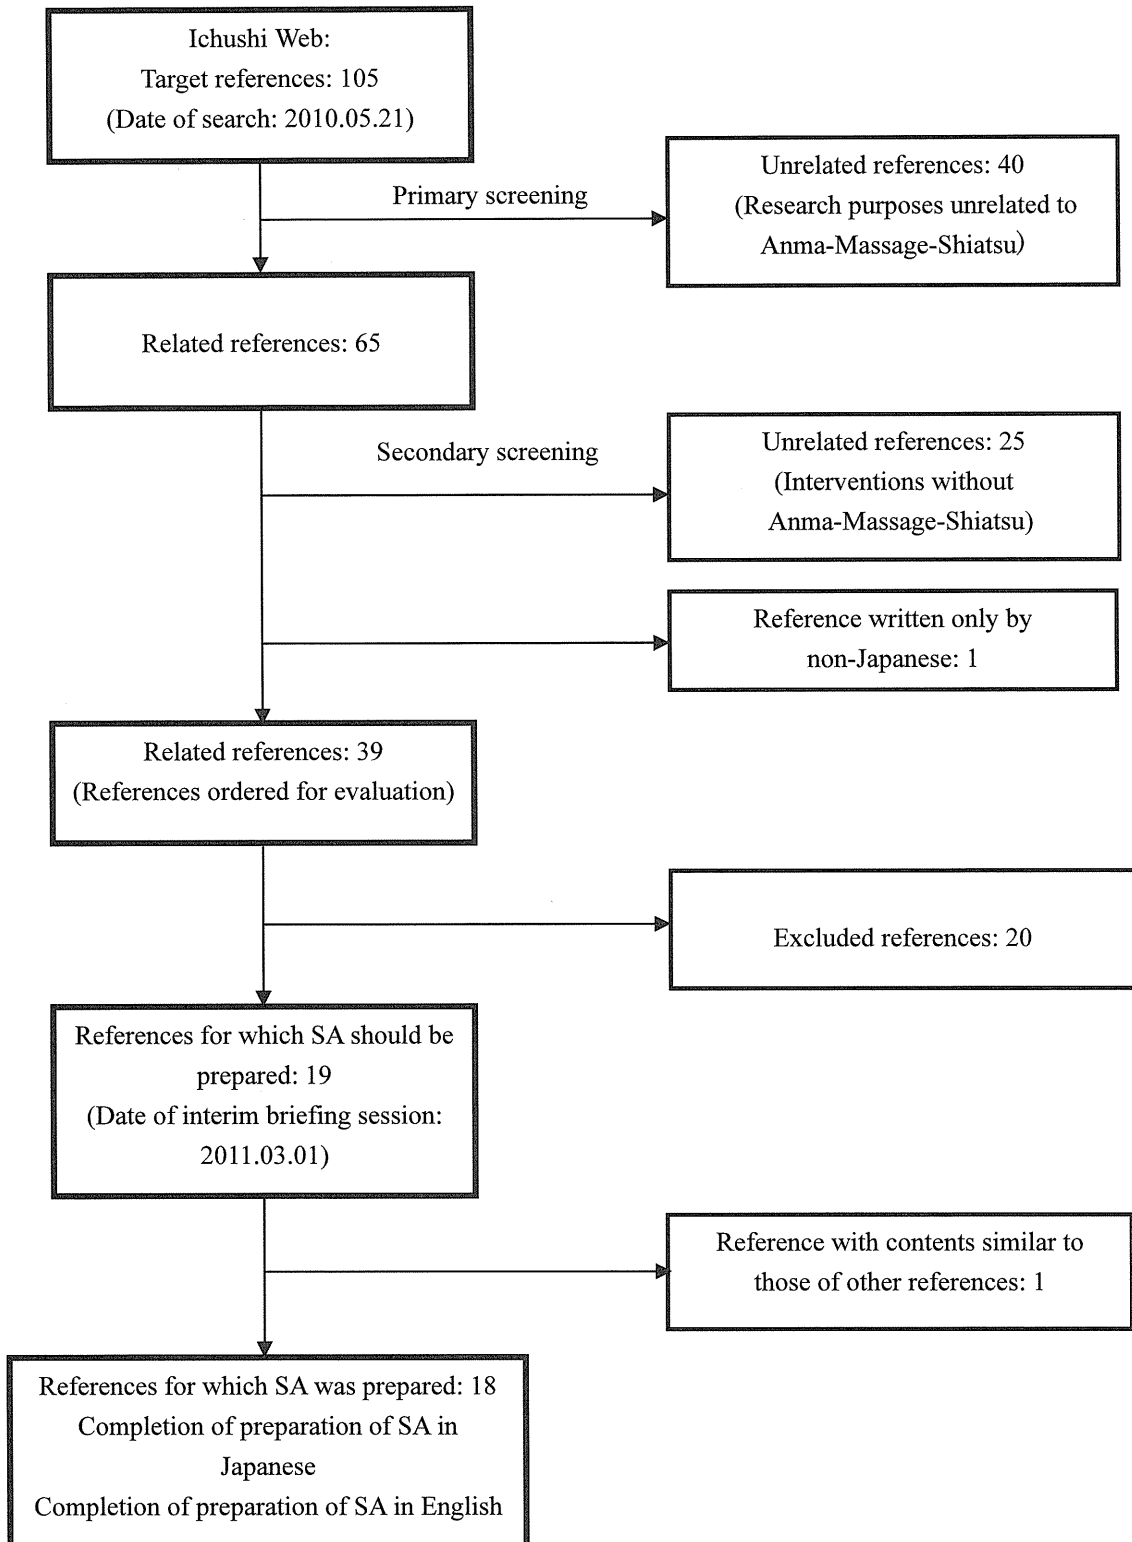 Ichushi Web:
Target references: 105
(Date of search: 2010.05.21)
Primary screening
Unrelated references: 40
(Research purposes unrelated to
Anma-Massage-Shiatsu)
Related references: 65
Secondary screening
Unrelated references: 25
(Interventions without
Anma-Massage-Shiatsu)
Reference written only by
non-Japanese: 1
Related references: 39
(References ordered for evaluation)
Excluded references: 20
References for which SA should be
prepared: 19
(Date of interim briefing session:
2011.03.01)
Reference with contents similar to
those of other references: 1
References for which SA was prepared: 18
Completion of preparation of SA in
Japanese
Completion of preparation of SA in English